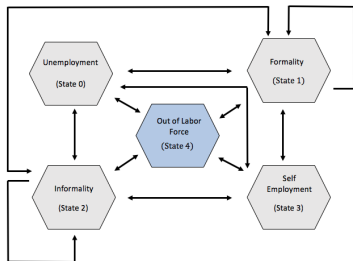 Unemployment
(State 0)
Formality
(State 1)
Out of Labor
Force
(State 4)
Informality
(State 2)
Self
Employment
(State 3)